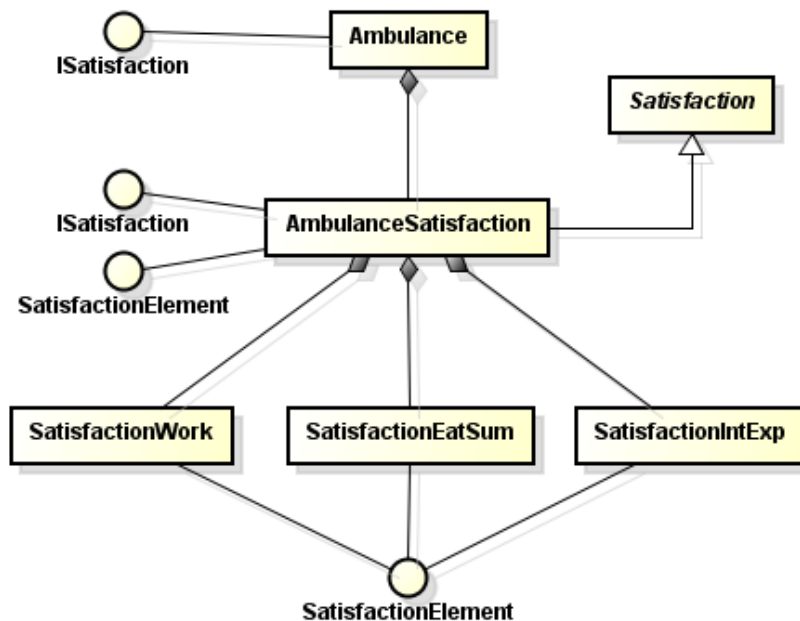 Ambulance
ISatisfaction
Satisfaction
ISatisfaction
AmbulanceSatisfaction
SatisfactionElement
SatisfactionWork
SatisfactionEatSum
SatisfactionIntExp
SatisfactionElement